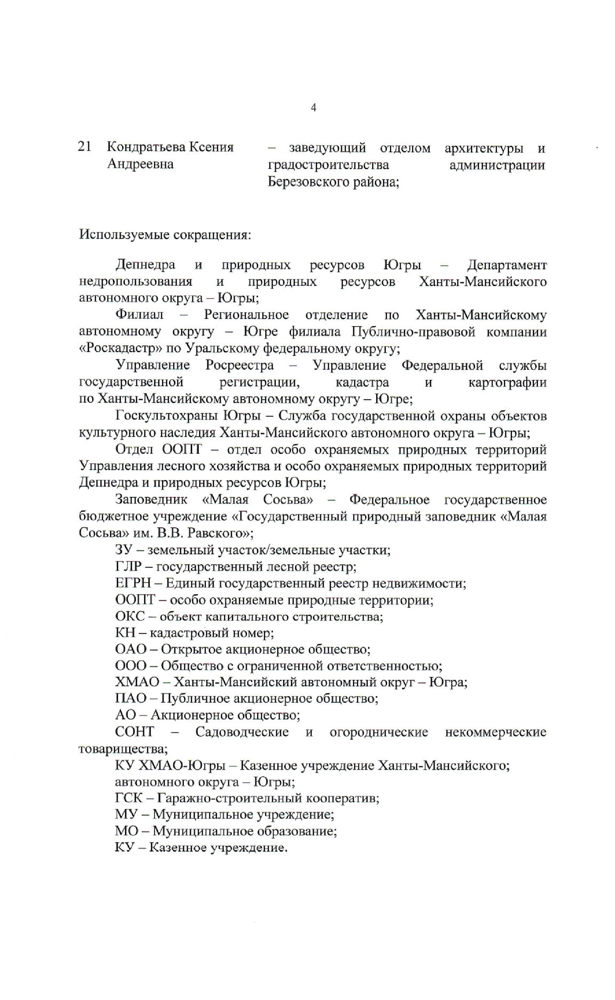 4
21 Кондратьева Ксения – заведующий отделом архитектуры и
Андреевна градостроительства администрации
Березовского района;
Используемые сокращения:
Депнедра и природных ресурсов Югры – Департамент
недропользования и природных ресурсов Ханты-Мансийского
автономного округа – Югры;
Филиал – Региональное отделение по Ханты-Мансийскому
автономному округу – Югре филиала Публично-правовой компании
«Роскадастр» по Уральскому федеральному округу;
Управление Росреестра – Управление Федеральной службы
государственной регистрации, кадастра и картографии
по Ханты-Мансийскому автономному округу – Югре;
Госкультохраны Югры – Служба государственной охраны объектов
культурного наследия Ханты-Мансийского автономного округа – Югры;
Отдел ООПТ – отдел особо охраняемых природных территорий
Управления лесного хозяйства и особо охраняемых природных территорий
Депнедра и природных ресурсов Югры;
Заповедник «Малая Сосьва» – Федеральное государственное
бюджетное учреждение «Государственный природный заповедник «Малая
Сосьва» им. В.В. Равского»;
ЗУ – земельный участок/земельные участки;
ГЛР – государственный лесной реестр;
ЕГРН – Единый государственный реестр недвижимости;
ООПТ – особо охраняемые природные территории;
ОКС – объект капитального строительства;
КН – кадастровый номер;
ОАО – Открытое акционерное общество;
ООО – Общество с ограниченной ответственностью;
ХМАО – Ханты-Мансийский автономный округ – Югра;
ПАО – Публичное акционерное общество;
АО – Акционерное общество;
СОНТ – Садоводческие и огороднические некоммерческие
товарищества;
КУ ХМАО-Югры – Казенное учреждение Ханты-Мансийского;
автономного округа – Югры;
ГСК – Гаражно-строительный кооператив;
МУ – Муниципальное учреждение;
МО – Муниципальное образование;
КУ – Казенное учреждение.